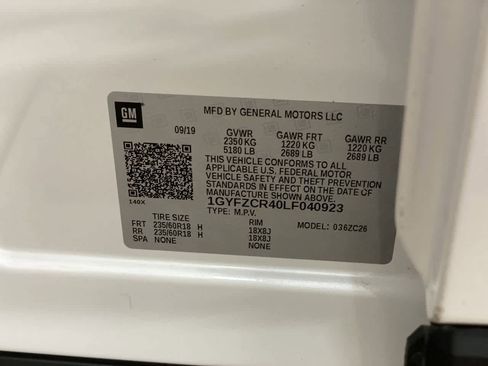 GM
MFD BY GENERAL MOTORS LLC
09/19 GVWR GAWR FRT GAWR RR
2350 KG 1220 KG 1220 KG
5180 LB 2689 LB 2689 LB
THIS VEHICLE CONFORMS TO ALL
APPLICABLE U.S. FEDERAL MOTOR
VEHICLE SAFETY AND THEFT PREVENTION
STANDARDS IN EFFECT ON THE DATE OF
MANUFACTURE SHOWN ABOVE.
140X 1GYFZCR40LF040923
TYPE: M.P.V.
TIRE SIZE RIM MODEL: 036ZC26
FRT 235/60R18 H 18X8J
RR 235/60R18 H 18X8J
SPA NONE NONE